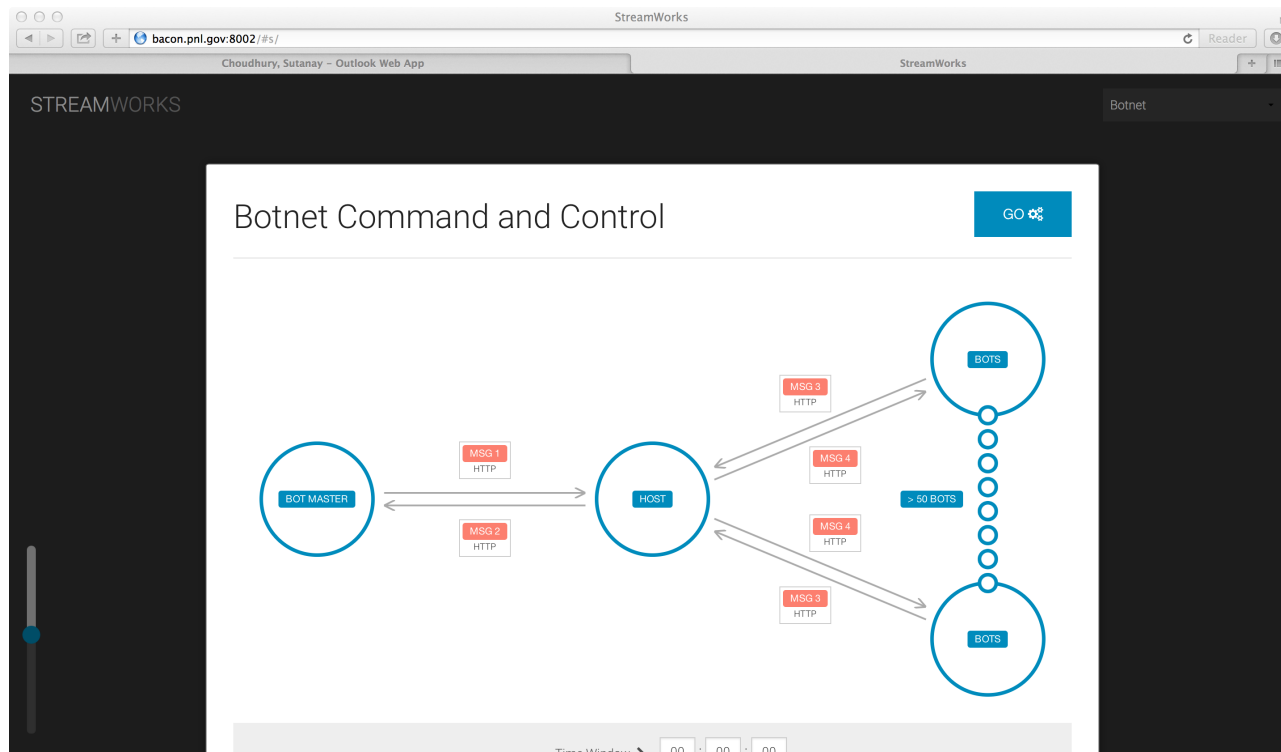 StreamWorks
bacon.pnl.gov:8002/#s/
Reader
Choudhury, Sutanay – Outlook Web App
StreamWorks
STREAMWORKS
Botnet
Botnet Command and Control
GO
BOTS
MSG 3
HTTP
MSG 1
HTTP
MSG 4
HTTP
BOT MASTER
HOST
> 50 BOTS
MSG 2
HTTP
MSG 4
HTTP
MSG 3
HTTP
BOTS
Time Window
00 : 00 : 00